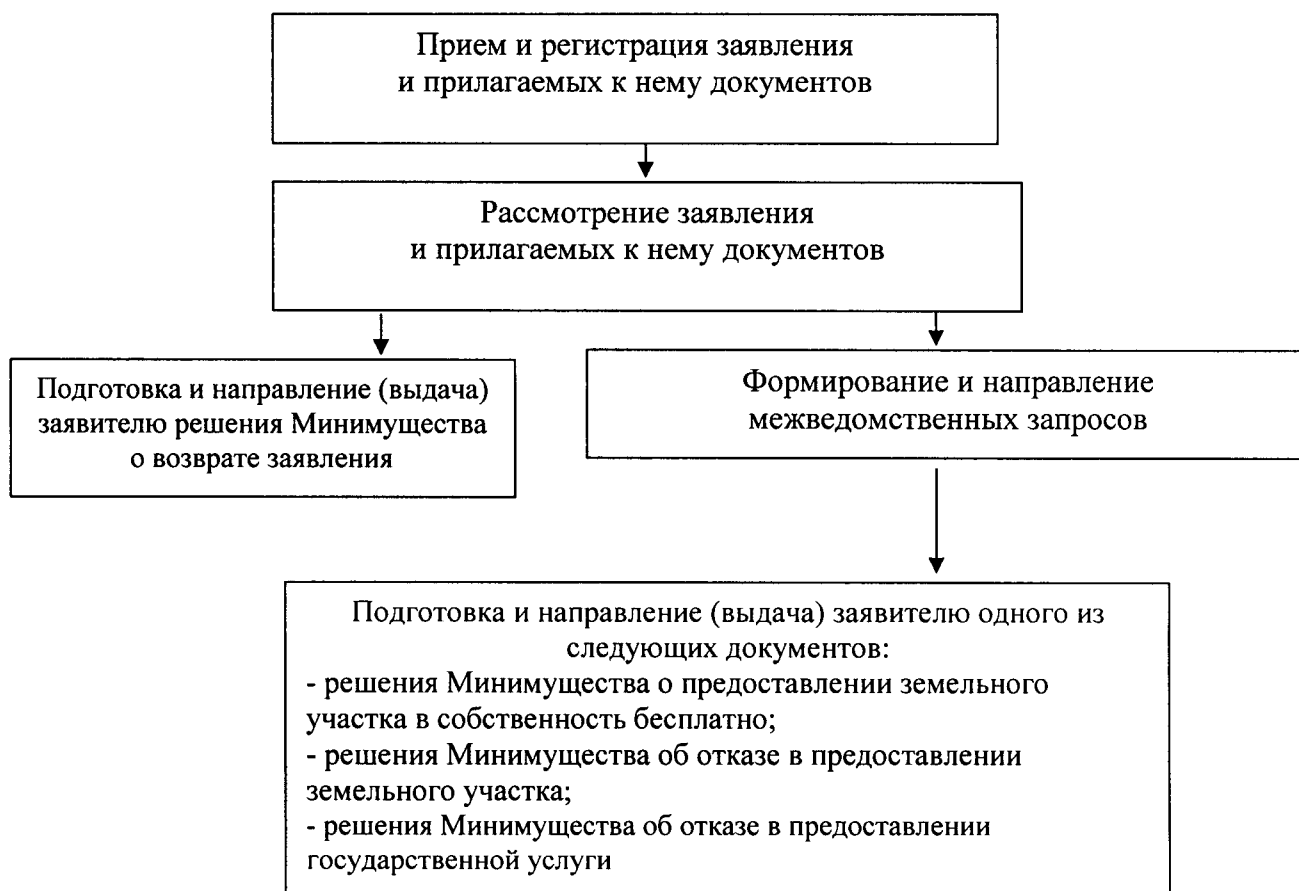 Прием и регистрация заявления
и прилагаемых к нему документов
Рассмотрение заявления
и прилагаемых к нему документов
Подготовка и направление (выдача)
заявителю решения Минимущества
о возврате заявления
Формирование и направление
межведомственных запросов
Подготовка и направление (выдача) заявителю одного из
следующих документов:
- решения Минимущества о предоставлении земельного
участка в собственность бесплатно;
- решения Минимущества об отказе в предоставлении
земельного участка;
- решения Минимущества об отказе в предоставлении
государственной услуги